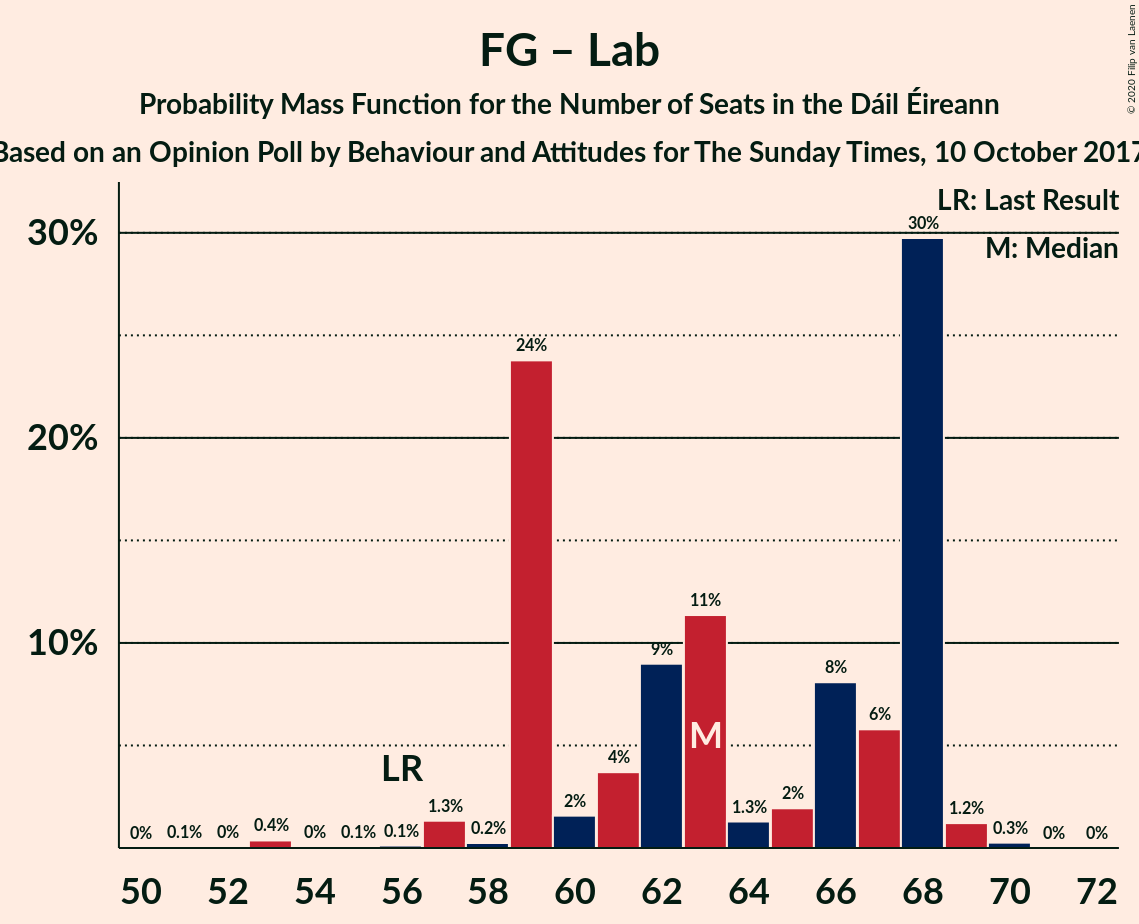 FG – Lab
Probability Mass Function for the Number of Seats in the Dáil Éireann
Based on an Opinion Poll by Behaviour and Attitudes for The Sunday Times, 10 October 2017
© 2020 Filip van Laenen
LR: Last Result
M: Median
30%
20%
10%
0% 0.1% 0% 0.4% 0% 0.1% 0.1% 1.3% 0.2% 24% 2% 4% 9% 11% 1.3% 2% 8% 6% 30% 1.2% 0.3% 0% 0%
LR
M
50 52 54 56 58 60 62 64 66 68 70 72